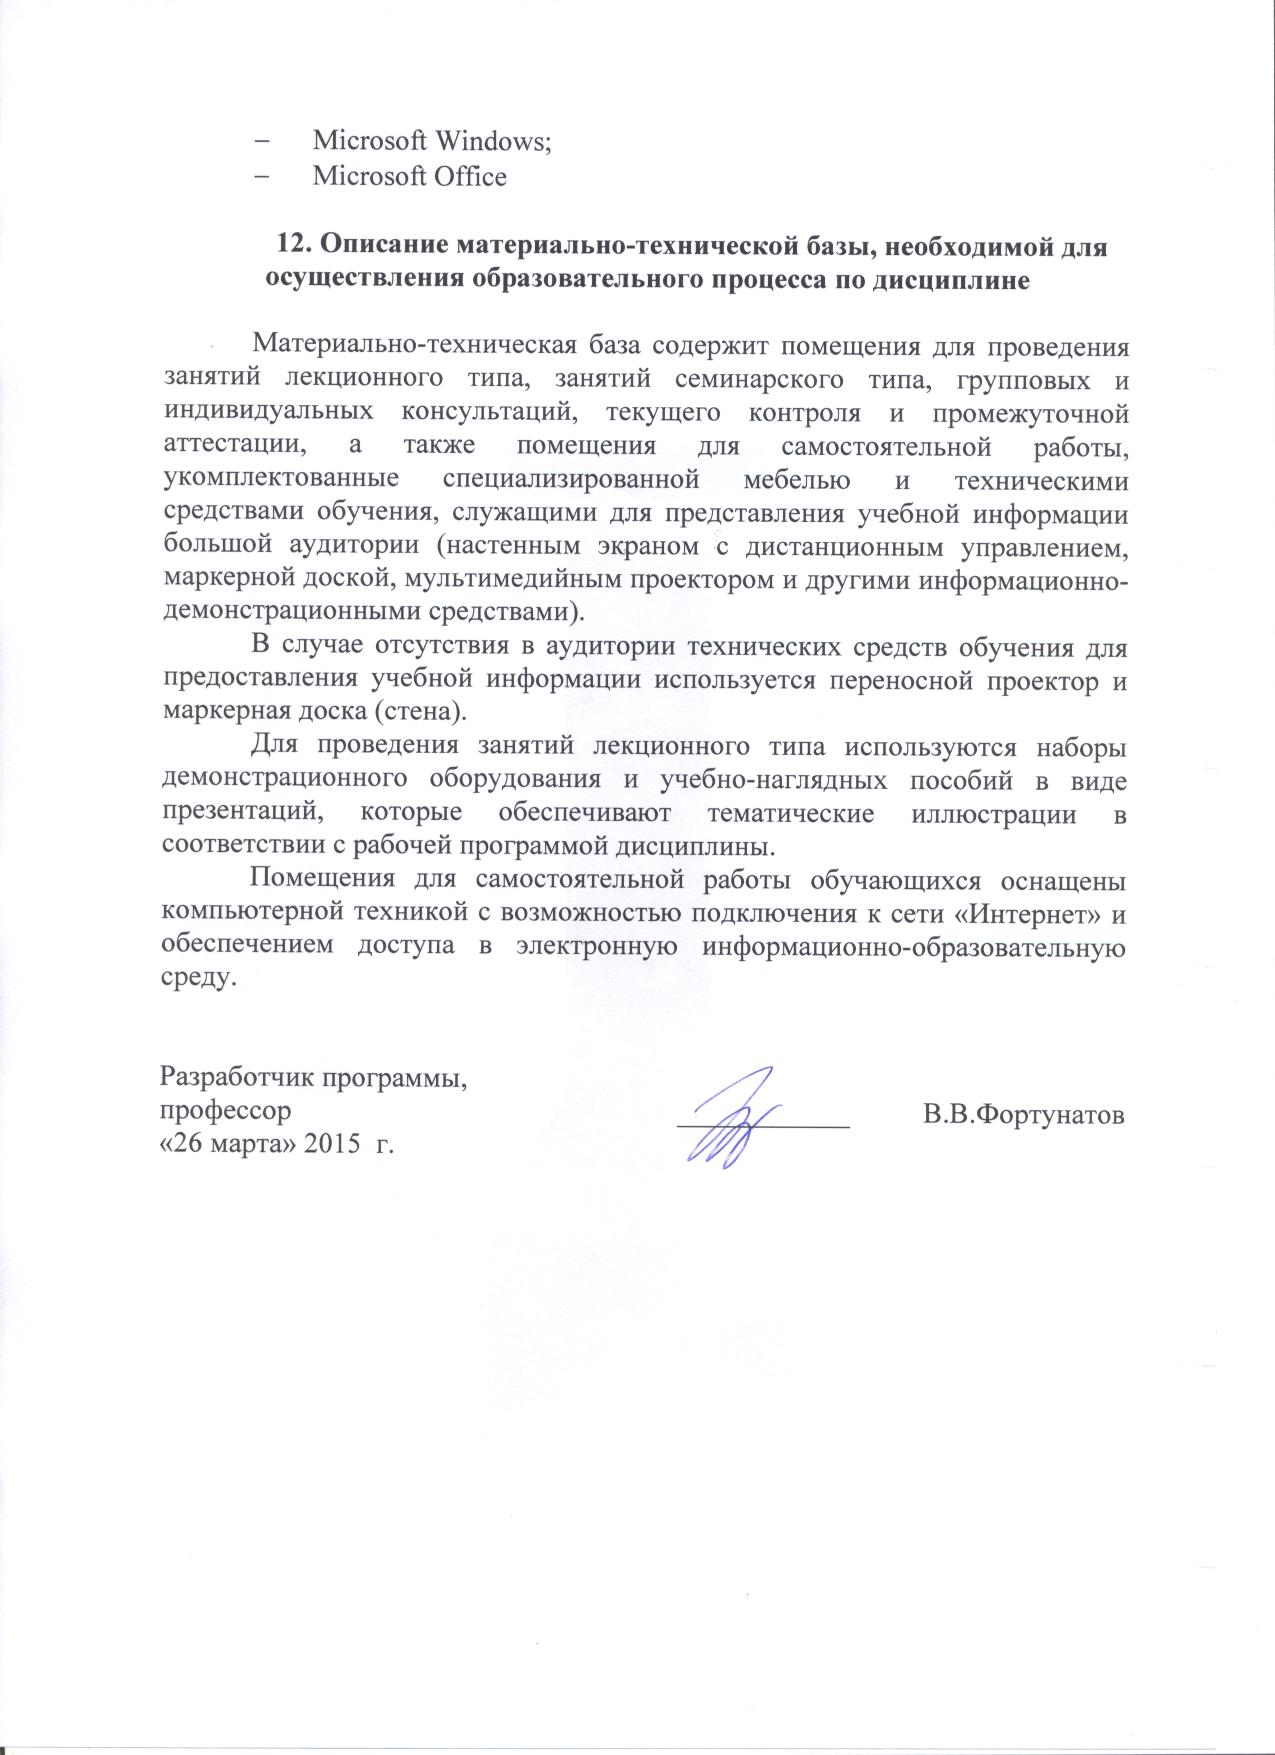 – Microsoft Windows;
– Microsoft Office
12. Описание материально-технической базы, необходимой для
осуществления образовательного процесса по дисциплине
Материально-техническая база содержит помещения для проведения
занятий лекционного типа, занятий семинарского типа, групповых и
индивидуальных консультаций, текущего контроля и промежуточной
аттестации, а также помещения для самостоятельной работы,
укомплектованные специализированной мебелью и техническими
средствами обучения, служащими для представления учебной информации
большой аудитории (настенным экраном с дистанционным управлением,
маркерной доской, мультимедийным проектором и другими информационно-
демонстрационными средствами).
В случае отсутствия в аудитории технических средств обучения для
предоставления учебной информации используется переносной проектор и
маркерная доска (стена).
Для проведения занятий лекционного типа используются наборы
демонстрационного оборудования и учебно-наглядных пособий в виде
презентаций, которые обеспечивают тематические иллюстрации в
соответствии с рабочей программой дисциплины.
Помещения для самостоятельной работы обучающихся оснащены
компьютерной техникой с возможностью подключения к сети «Интернет» и
обеспечением доступа в электронную информационно-образовательную
среду.
Разработчик программы,
профессор В.В.Фортунатов
«26 марта» 2015 г.